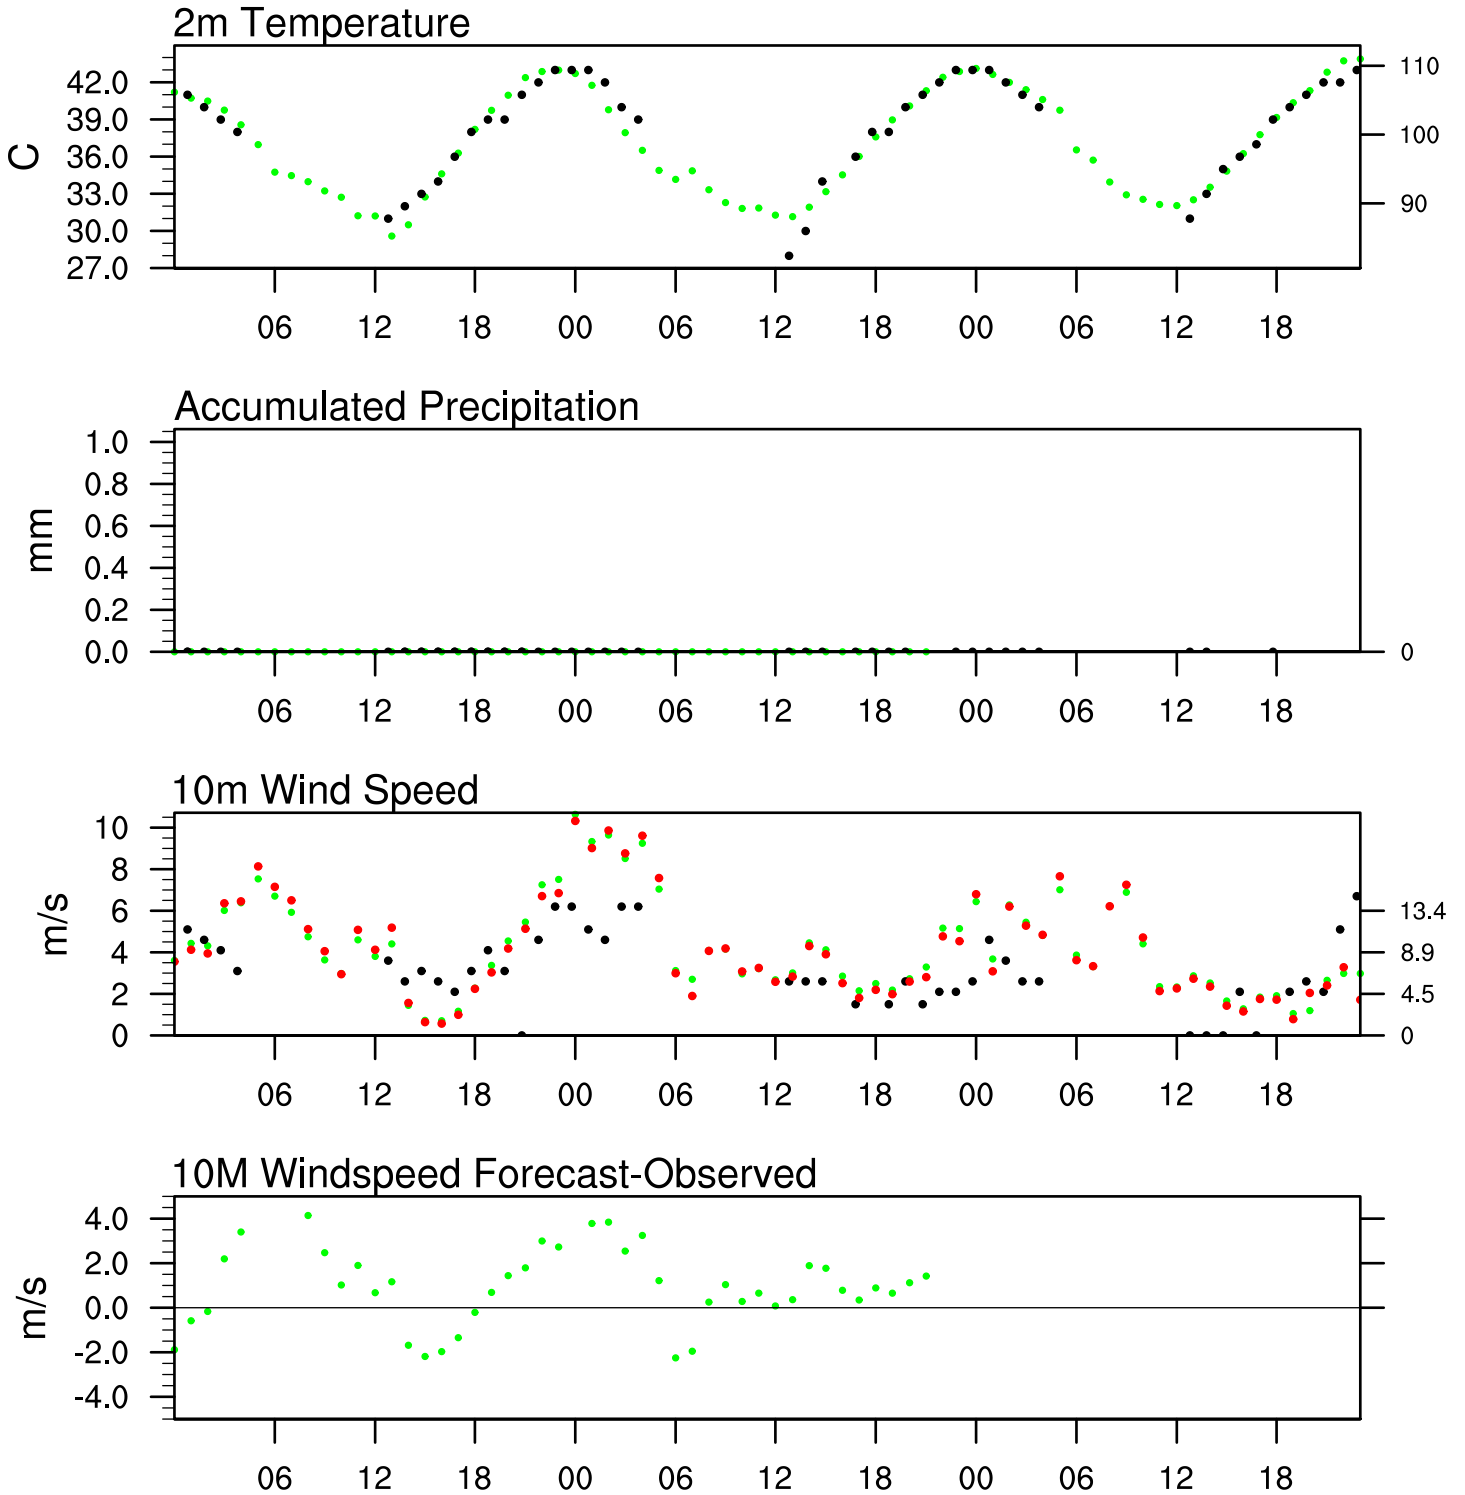 2m Temperature
C
42.0
39.0
36.0
33.0
30.0
27.0
110
100
90
06 12 18 00 06 12 18 00 06 12 18
Accumulated Precipitation
mm
1.0
0.8
0.6
0.4
0.2
0.0
0
06 12 18 00 06 12 18 00 06 12 18
10m Wind Speed
m/s
10
8
6
4
2
0
13.4
8.9
4.5
0
06 12 18 00 06 12 18 00 06 12 18
10M Windspeed Forecast-Observed
m/s
4.0
2.0
0.0
-2.0
-4.0
06 12 18 00 06 12 18 00 06 12 18